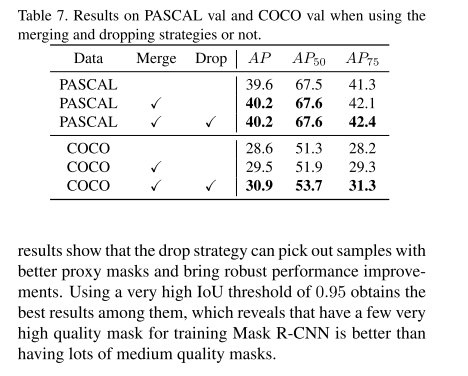 Table 7. Results on PASCAL val and COCO val when using the
merging and dropping strategies or not.
Data Merge Drop AP AP50 AP75
PASCAL 39.6 67.5 41.3
PASCAL ✓ 40.2 67.6 42.1
PASCAL ✓ ✓ 40.2 67.6 42.4
COCO 28.6 51.3 28.2
COCO ✓ 29.5 51.9 29.3
COCO ✓ ✓ 30.9 53.7 31.3
results show that the drop strategy can pick out samples with
better proxy masks and bring robust performance improve-
ments. Using a very high IoU threshold of 0.95 obtains the
best results among them, which reveals that have a few very
high quality mask for training Mask R-CNN is better than
having lots of medium quality masks.